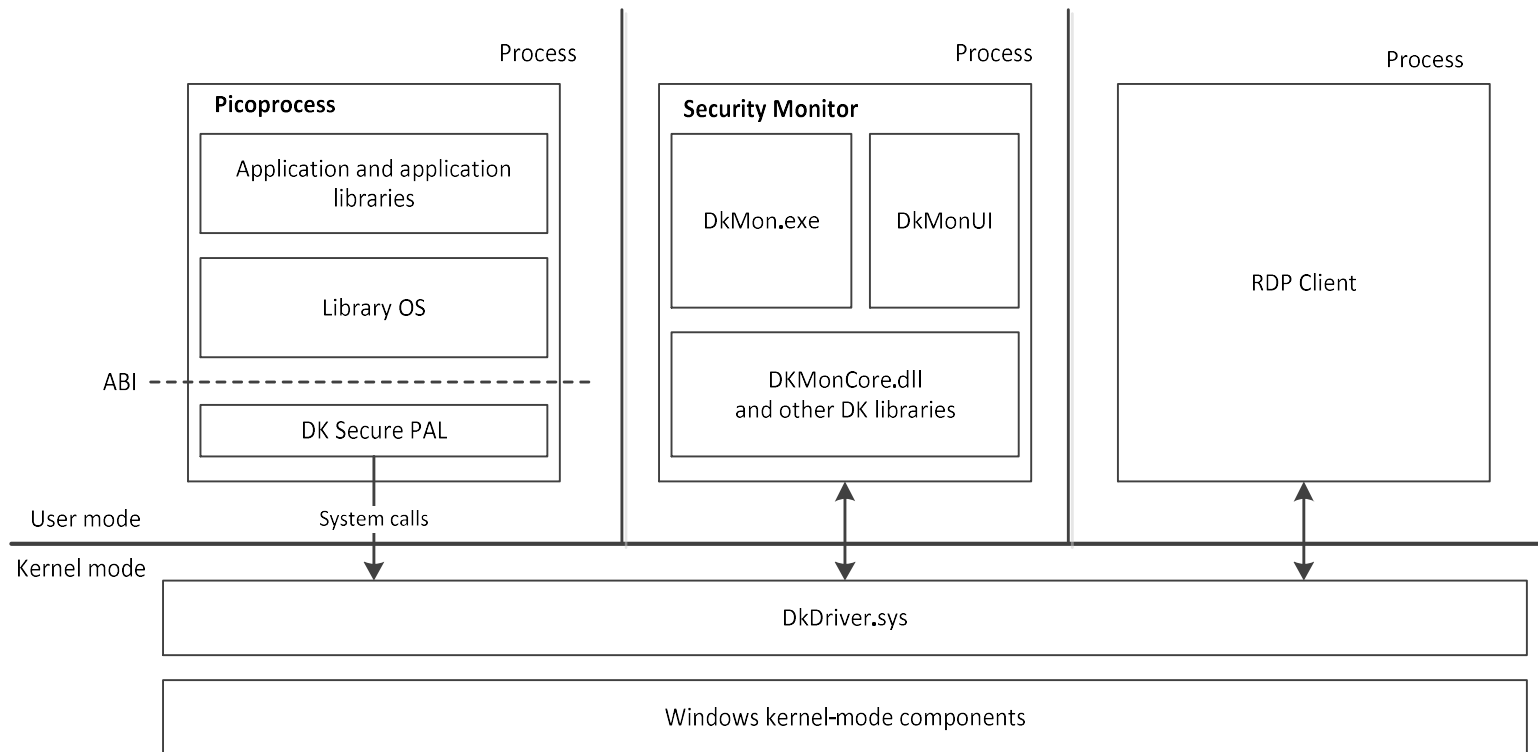 Process
Picoprocess
Application and application
libraries
Library OS
ABI
DK Secure PAL
System calls
Process
Security Monitor
DkMon.exe
DkMonUI
DKMonCore.dll
and other DK libraries
Process
RDP Client
User mode
Kernel mode
DkDriver.sys
Windows kernel-mode components